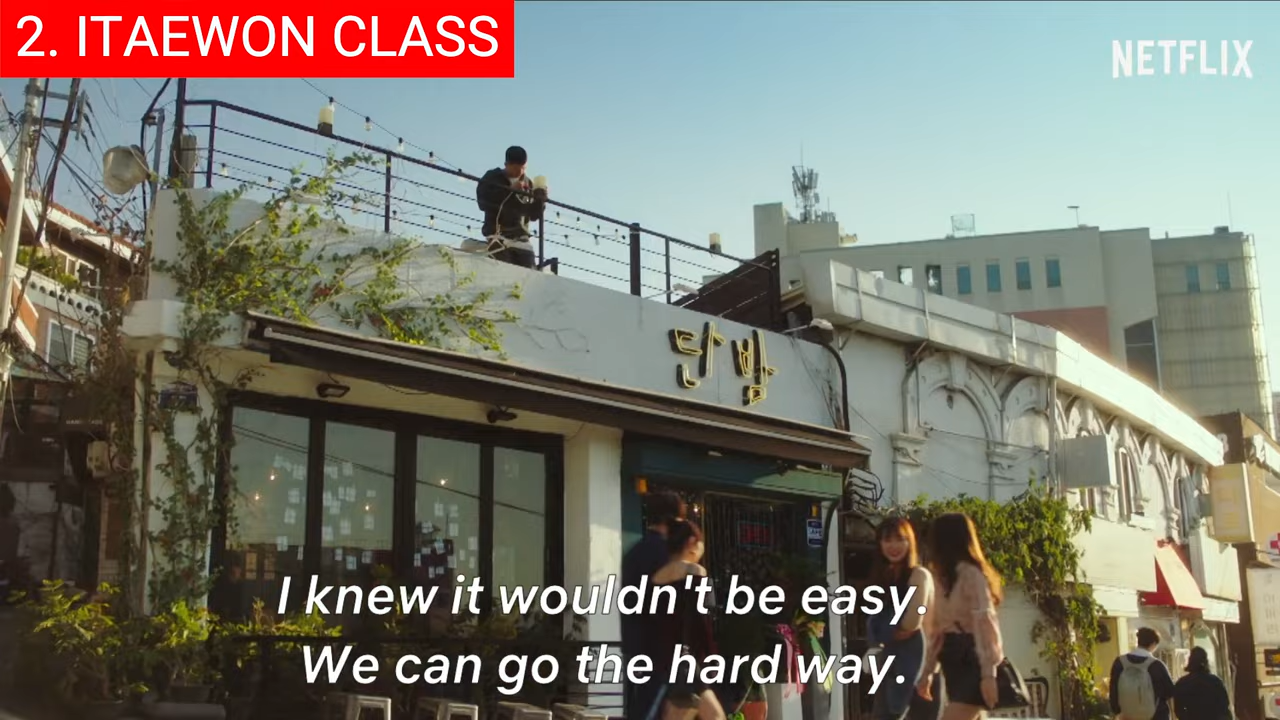 2. ITAEWON CLASS
NETFLIX
단밤
I knew it wouldn't be easy.
We can go the hard way.